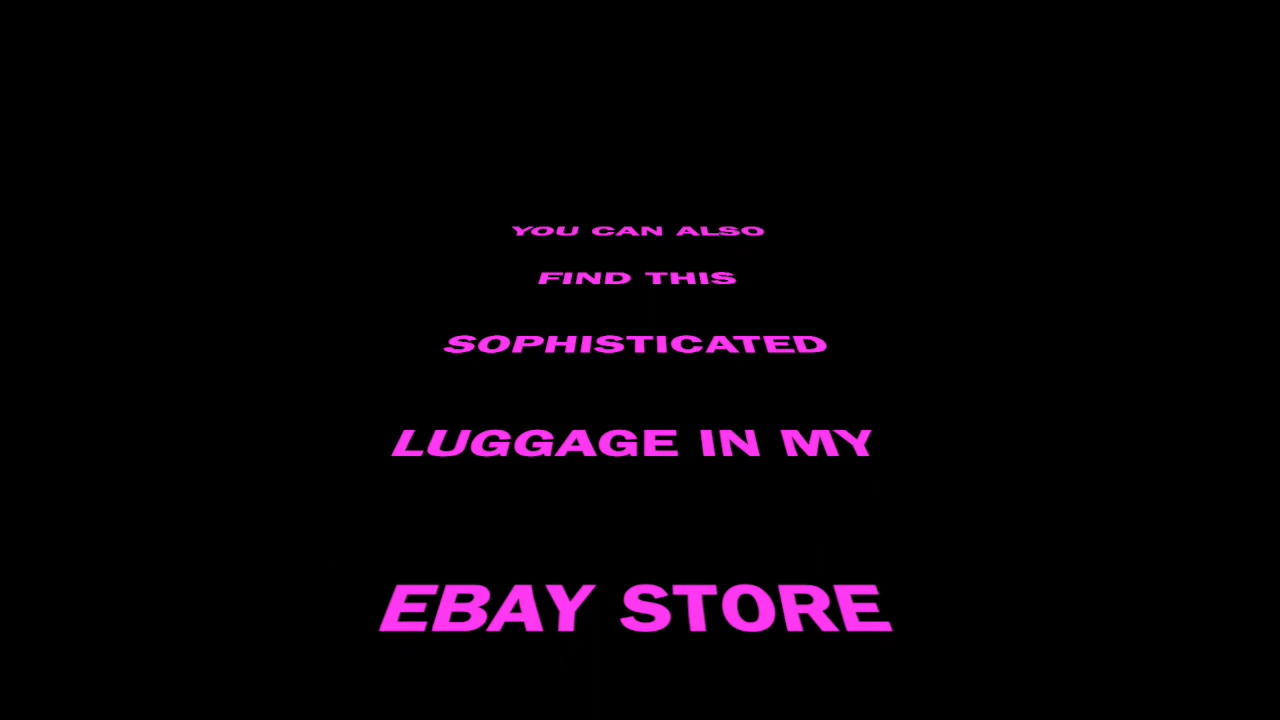 YOU CAN ALSO
FIND THIS
SOPHISTICATED
LUGGAGE IN MY
EBAY STORE